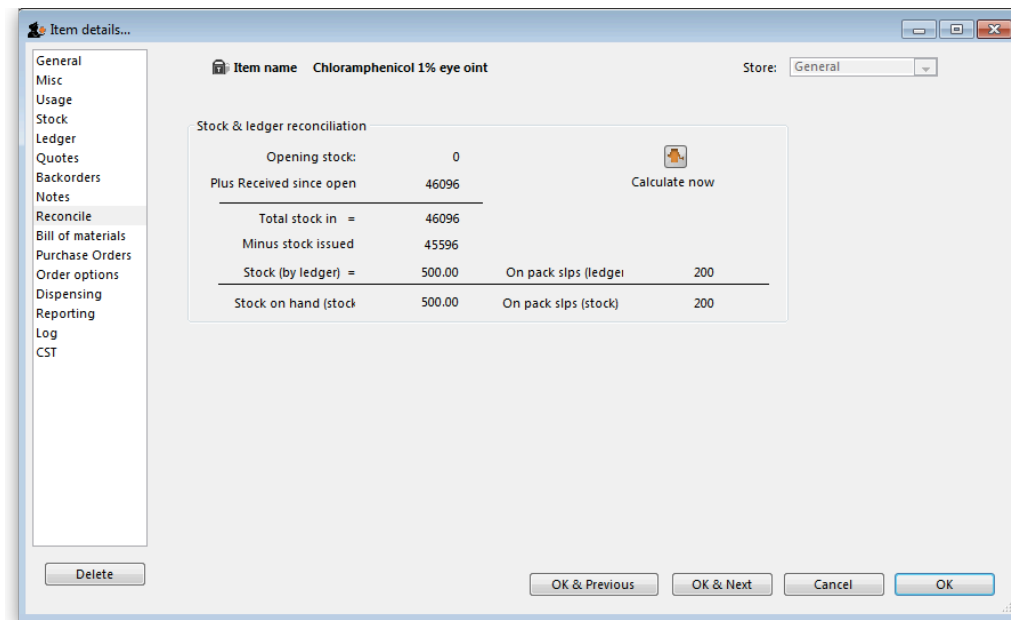 Item details...
General
Misc
Usage
Stock
Ledger
Quotes
Backorders
Notes
Reconcile
Bill of materials
Purchase Orders
Order options
Dispensing
Reporting
Log
CST
Delete
Item name Chloramphenicol 1% eye oint
Store: General
Stock & ledger reconciliation
Opening stock: 0
Calculate now
Plus Received since open 46096
Total stock in = 46096
Minus stock issued 45596
Stock (by ledger) = 500.00 On pack slps (ledger 200
Stock on hand (stock 500.00 On pack slps (stock) 200
OK & Previous OK & Next Cancel OK